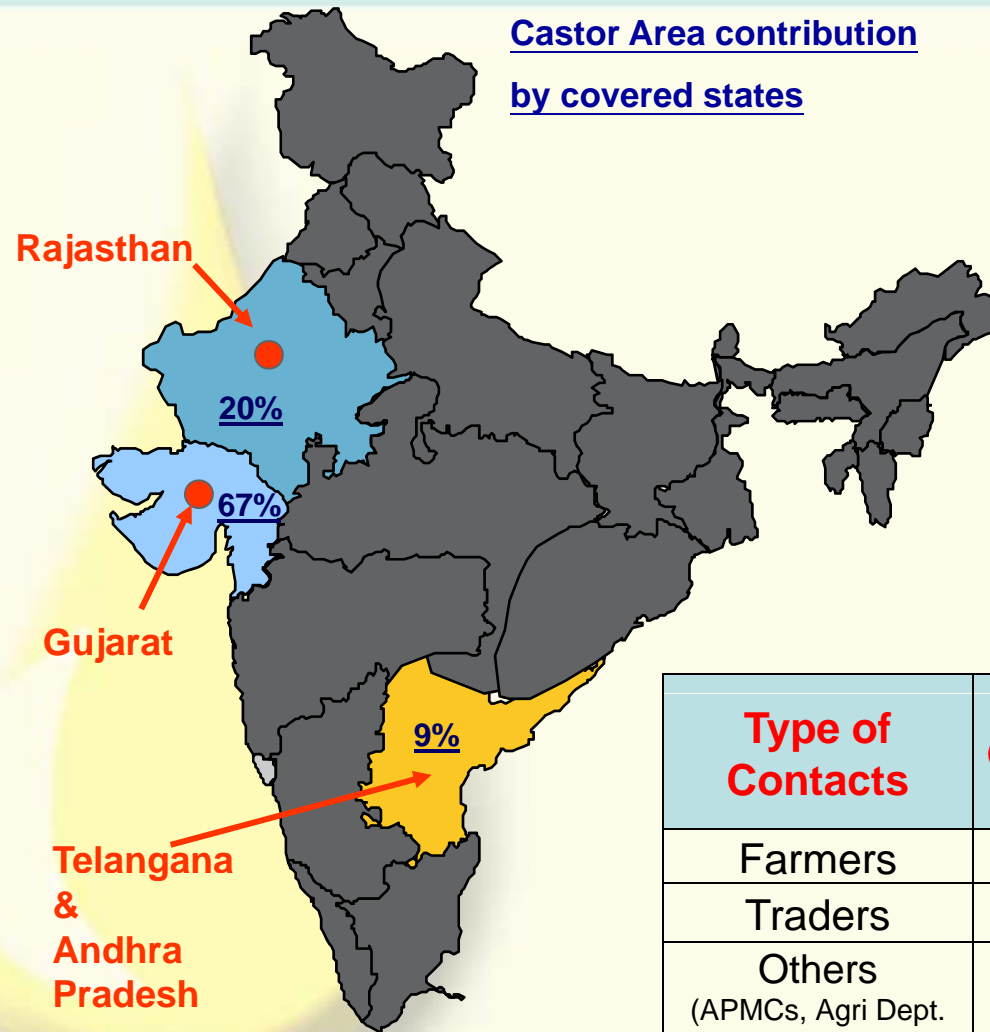 Castor Area contribution
by covered states
Rajasthan
20%
67%
Gujarat
9%
Telangana
&
Andhra
Pradesh
Type of
Contacts
Farmers
Traders
Others
(APMCs, Agri Dept.